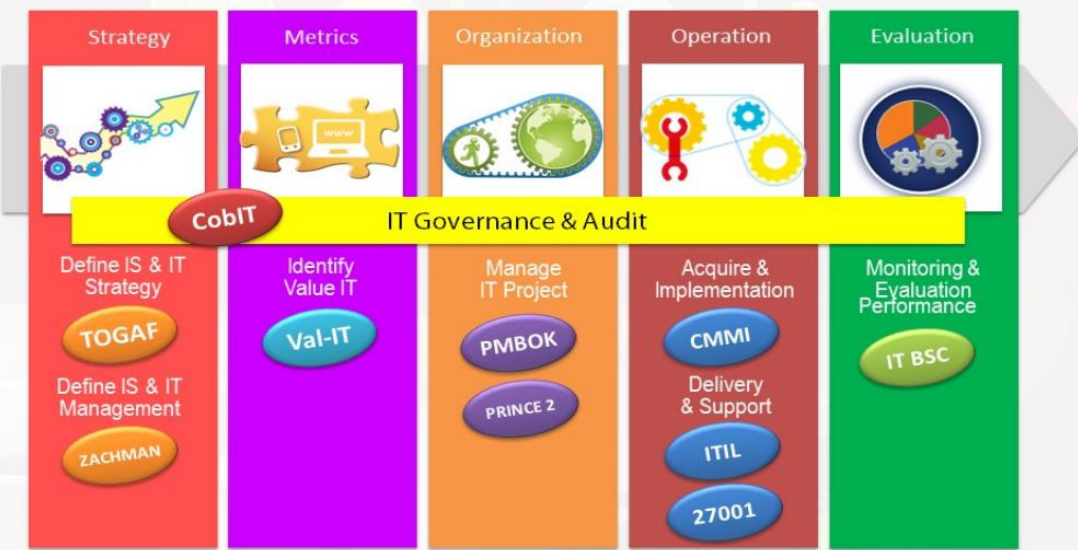 Strategy
Metrics
Organization
Operation
Evaluation
www
CobIT
IT Governance & Audit
Define IS & IT
Strategy
TOGAF
Define IS & IT
Management
ZACHMAN
Identify
Value IT
Val-IT
Manage
IT Project
PMBOK
PRINCE 2
Acquire &
Implementation
CMMI
Delivery
& Support
ITIL
27001
Monitoring &
Evaluation
Performance
IT BSC